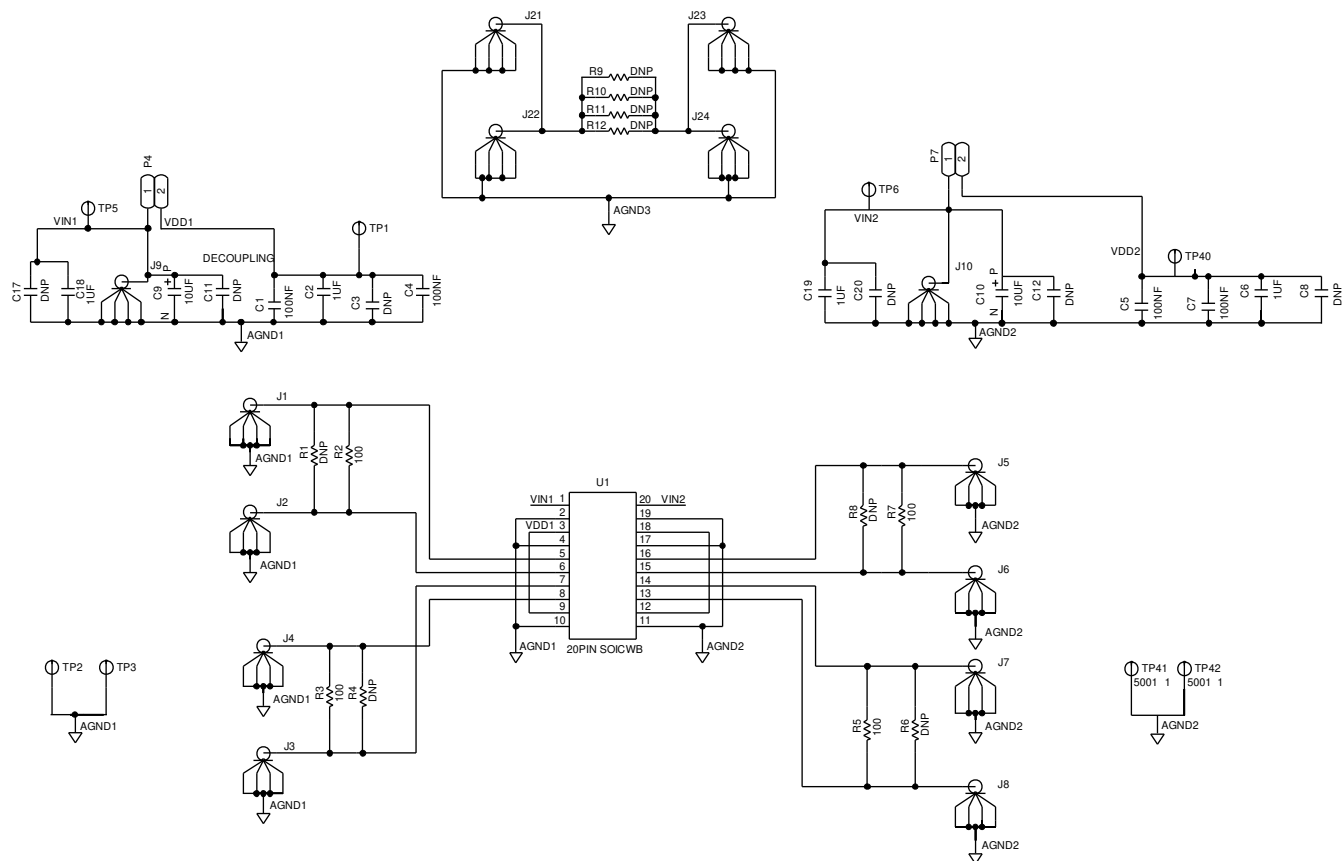 J21
J23
R9 DNP
R10 DNP
R11 DNP
R12 DNP
J22
J24
AGND3
P4
1
2
TP5
VIN1
VDD1
TP1
DECOUPLING
J9
P
+
N
C17
DNP
C18
1UF
C9
10UF
C11
DNP
C1
100NF
C2
1UF
C3
DNP
C4
100NF
AGND1
P7
1
2
TP6
VIN2
VDD2
TP40
J10
P
+
N
C19
1UF
C20
DNP
C10
10UF
C12
DNP
C5
100NF
C7
100NF
C6
1UF
C8
DNP
AGND2
J1
AGND1
R1
DNP
R2
100
J2
AGND1
J4
AGND1
R3
100
R4
DNP
J3
AGND1
TP2 TP3
AGND1
U1
VIN1 1
2
VDD1 3
4
5
6
7
8
9
10
20 VIN2
19
18
17
16
15
14
13
12
11
AGND1
20PIN SOICWB
AGND2
J5
AGND2
R8
DNP
R7
100
J6
AGND2
J7
AGND2
R5
100
R6
DNP
J8
AGND2
TP41 TP42
5001 1 5001 1
AGND2